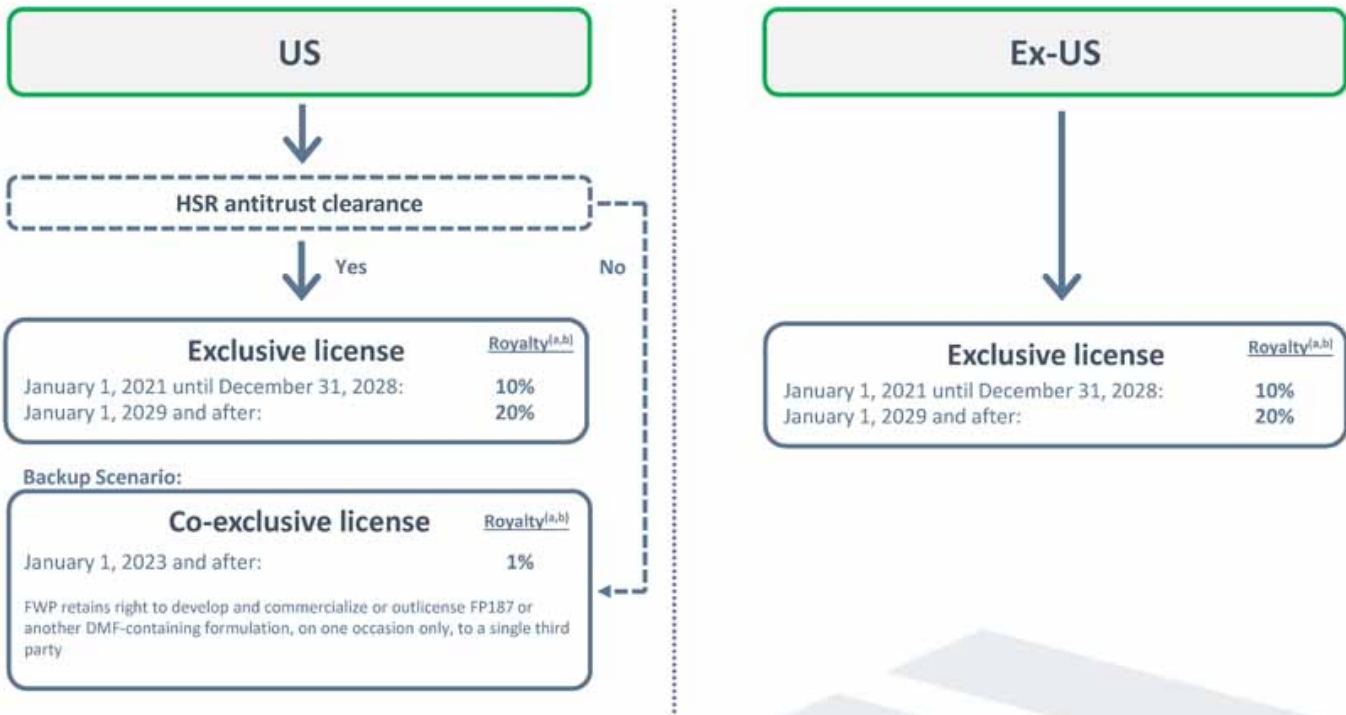 US
HSR antitrust clearance
Yes
No
Exclusive license Royalty(a,b)
January 1, 2021 until December 31, 2028: 10%
January 1, 2029 and after: 20%
Backup Scenario:
Co-exclusive license Royalty(a,b)
January 1, 2023 and after: 1%
FWP retains right to develop and commercialize or outlicense FP187 or
another DMF-containing formulation, on one occasion only, to a single third
party
Ex-US
Exclusive license Royalty(a,b)
January 1, 2021 until December 31, 2028: 10%
January 1, 2029 and after: 20%